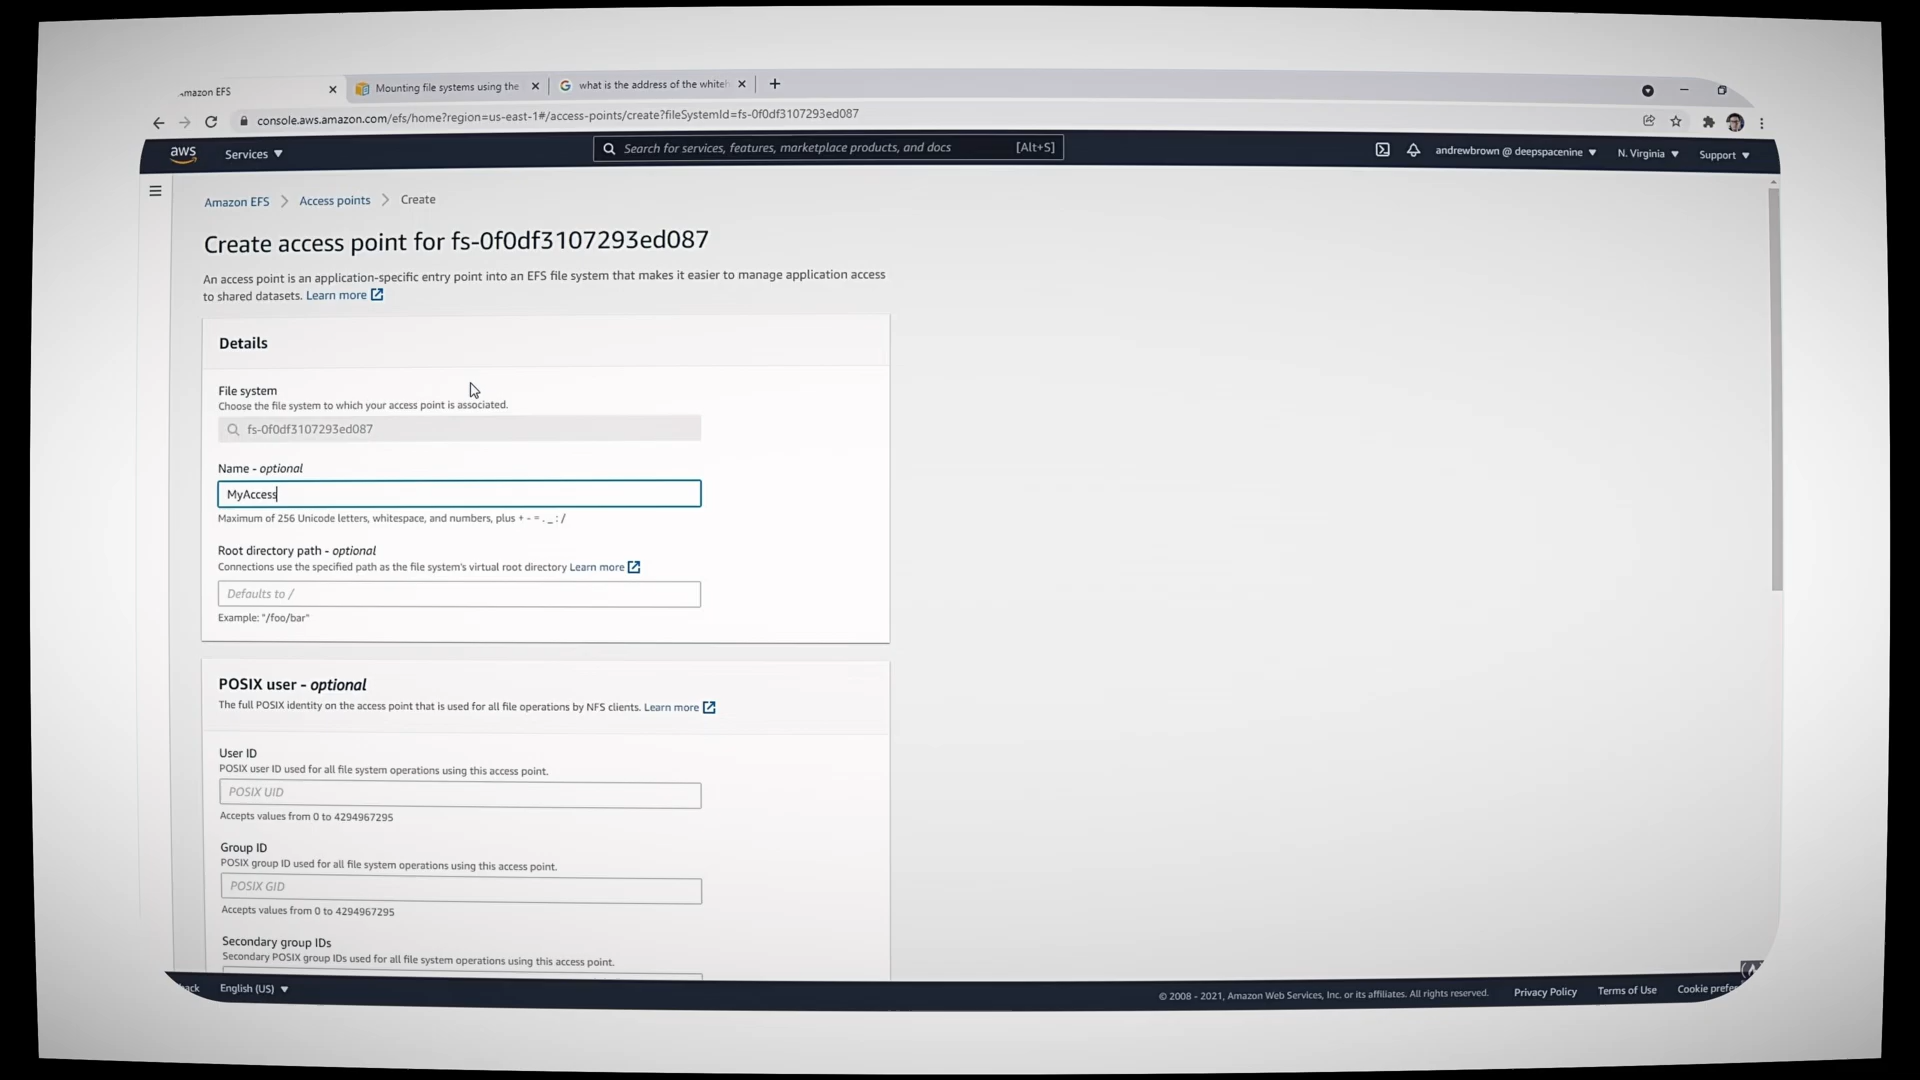 mazon EFS
Mounting file systems using the
what is the address of the white
console.aws.amazon.com/efs/home?region=us-east-1#/access-points/create?fileSystemId=fs-0f0df3107293ed087
aws
Services
Search for services, features, marketplace products, and docs
[Alt+S]
andrewbrown @ deepspacenine
N. Virginia
Support
Amazon EFS > Access points > Create
Create access point for fs-0f0df3107293ed087
An access point is an application-specific entry point into an EFS file system that makes it easier to manage application access
to shared datasets. Learn more
Details
File system
Choose the file system to which your access point is associated.
fs-0f0df3107293ed087
Name - optional
MyAccess
Maximum of 256 Unicode letters, whitespace, and numbers, plus + - = . _ : /
Root directory path - optional
Connections use the specified path as the file system's virtual root directory Learn more
Defaults to /
Example: "/foo/bar"
POSIX user - optional
The full POSIX identity on the access point that is used for all file operations by NFS clients. Learn more
User ID
POSIX user ID used for all file system operations using this access point.
POSIX UID
Accepts values from 0 to 4294967295
Group ID
POSIX group ID used for all file system operations using this access point.
POSIX GID
Accepts values from 0 to 4294967295
Secondary group IDs
Secondary POSIX group IDs used for all file system operations using this access point.
back
English (US)
© 2008 - 2021, Amazon Web Services, Inc. or its affiliates. All rights reserved.
Privacy Policy
Terms of Use
Cookie prefe